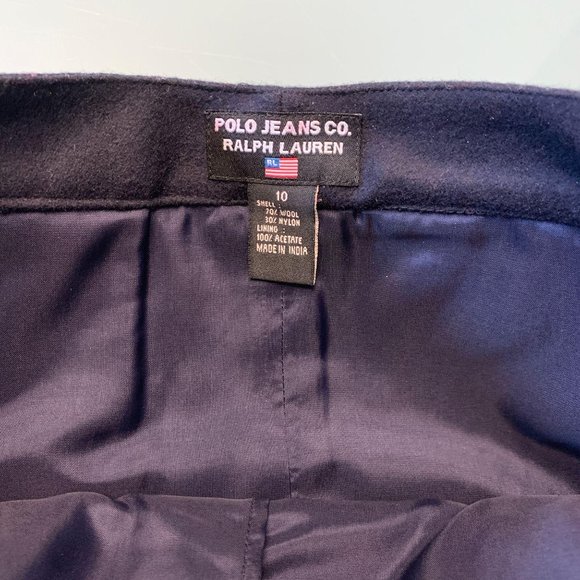 POLO JEANS CO.
RALPH LAUREN
RL
10
SHELL :
70% WOOL
30% NYLON
LINING :
100% ACETATE
MADE IN INDIA